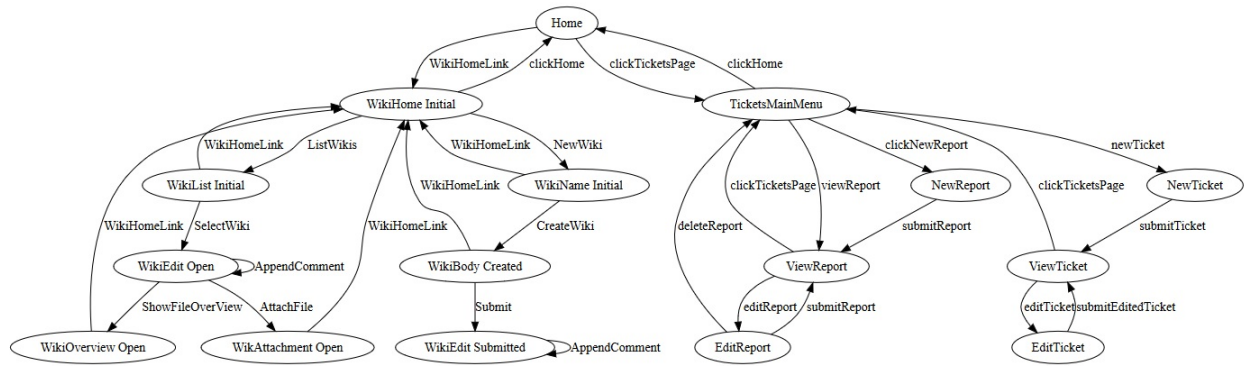 Home
WikiHomeLink
clickHome
clickTicketsPage
clickHome
WikiHome Initial
TicketsMainMenu
WikiHomeLink
ListWikis
WikiHomeLink
NewWiki
clickNewReport
newTicket
WikiList Initial
WikiHomeLink
WikiName Initial
clickTicketsPage
viewReport
NewReport
clickTicketsPage
NewTicket
WikiHomeLink
SelectWiki
WikiHomeLink
CreateWiki
deleteReport
submitReport
submitTicket
WikiEdit Open
AppendComment
WikiBody Created
ViewReport
ViewTicket
ShowFileOverView
AttachFile
Submit
editReport
submitReport
editTicket
submitEditedTicket
WikiOverview Open
WikAttachment Open
WikiEdit Submitted
AppendComment
EditReport
EditTicket